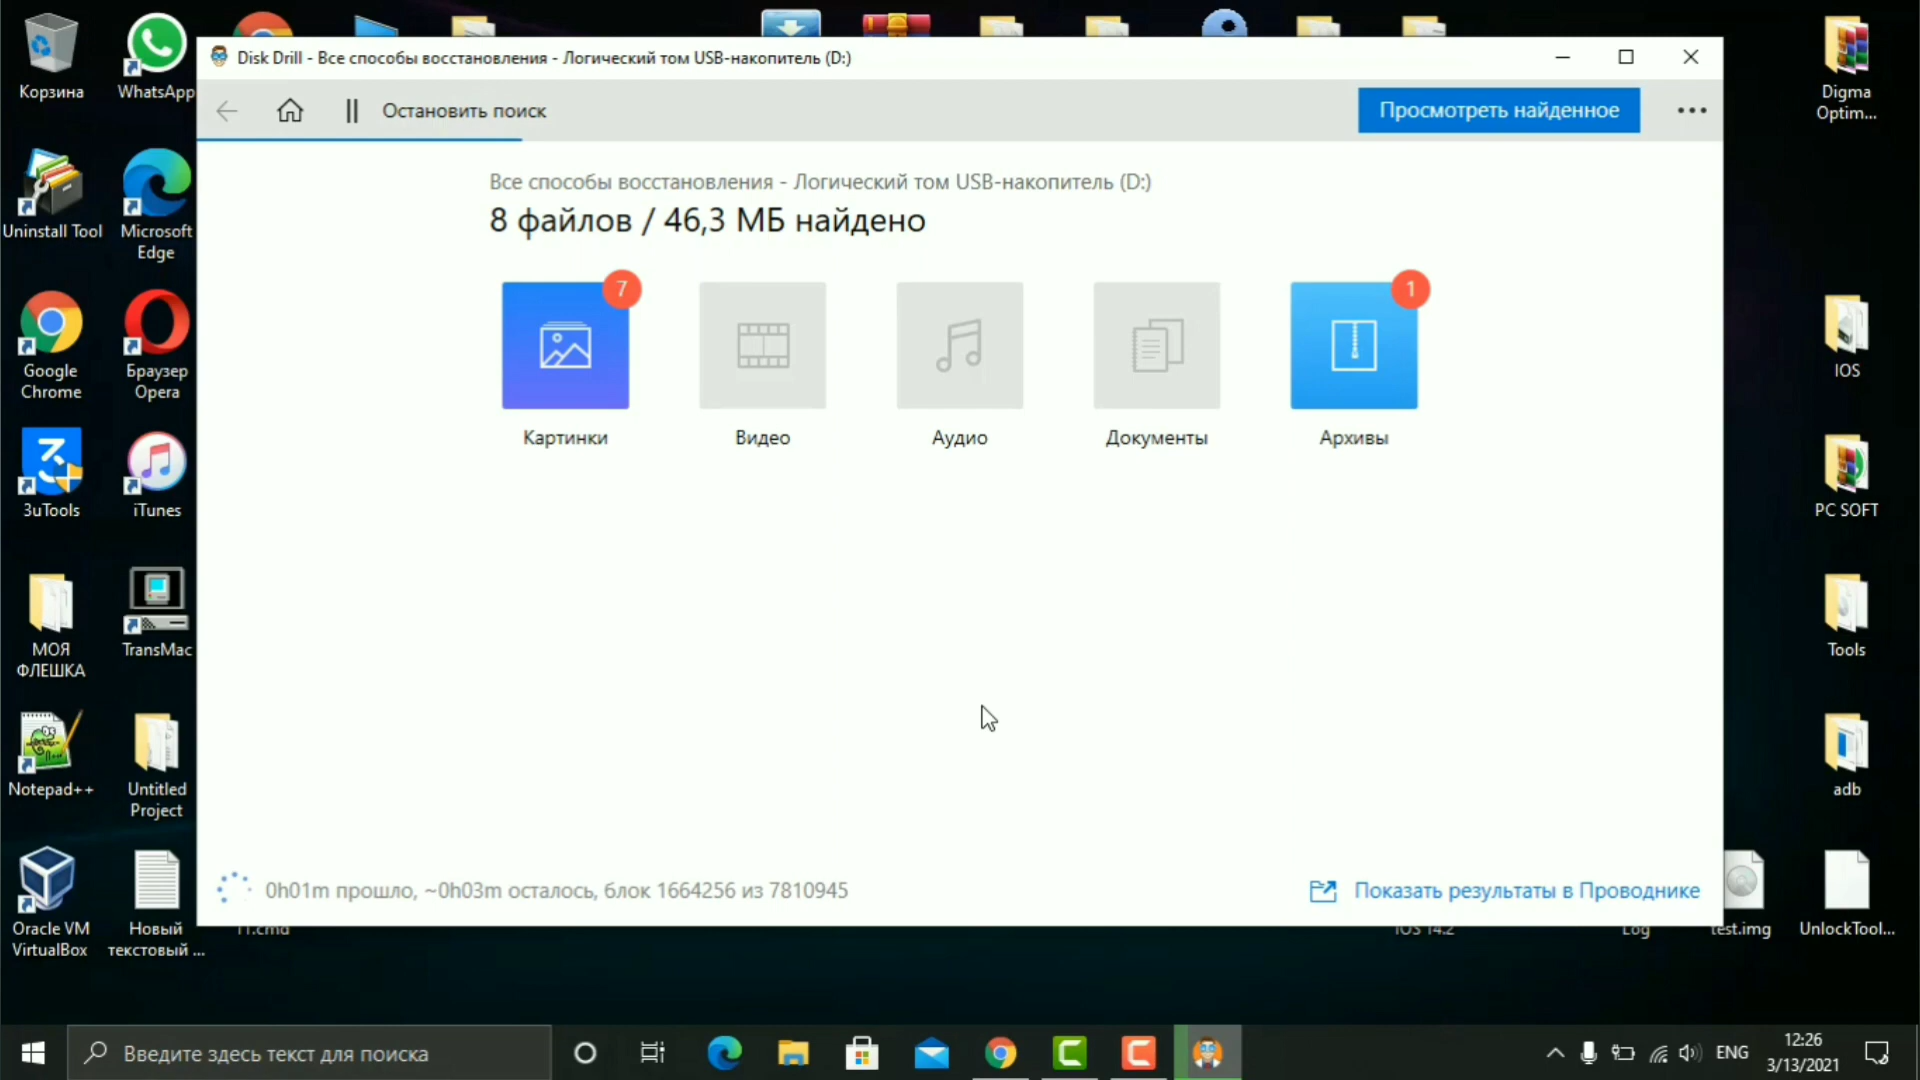 Disk Drill - Все способы восстановления - Логический том USB-накопитель (D:)
Остановить поиск
Просмотреть найденное
Все способы восстановления - Логический том USB-накопитель (D:)
8 файлов / 46,3 МБ найдено
7
1
Картинки
Видео
Аудио
Документы
Архивы
0h01m прошло, ~0h03m осталось, блок 1664256 из 7810945
Показать результаты в Проводнике
Корзина
WhatsApp
Uninstall Tool
Microsoft
Edge
Google
Chrome
Браузер
Opera
3uTools
iTunes
МОЯ
ФЛЕШКА
TransMac
Notepad++
Untitled
Project
Oracle VM
VirtualBox
Новый
текстовый ...
Digma
Optim...
IOS
PC SOFT
Tools
adb
IOS 14.2
Log
test.img
UnlockTool...
Введите здесь текст для поиска
ENG
12:26
3/13/2021